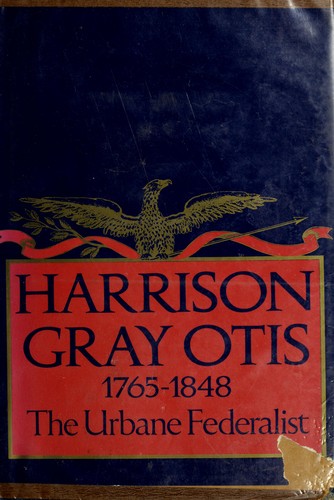 HARRISON
GRAY OTIS
1765-1848
The Urbane Federalist